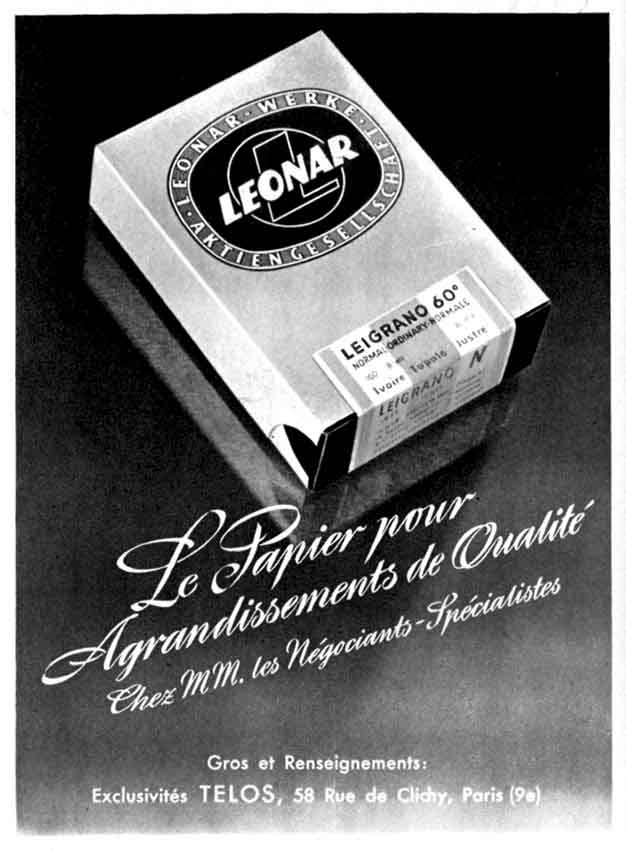 LEONAR · WERKE · AKTIENGESELLSCHAFT ·
LEONAR
LEIGRANO 60°
NORMAL·ORDINARY·NORMALE
Ivoire Topalo lustre
LEIGRANO N
Le Papier pour
Agrandissements de Qualité
Chez MM. les Négociants-Spécialistes
Gros et Renseignements:
Exclusivités TELOS, 58 Rue de Clichy, Paris (9e)